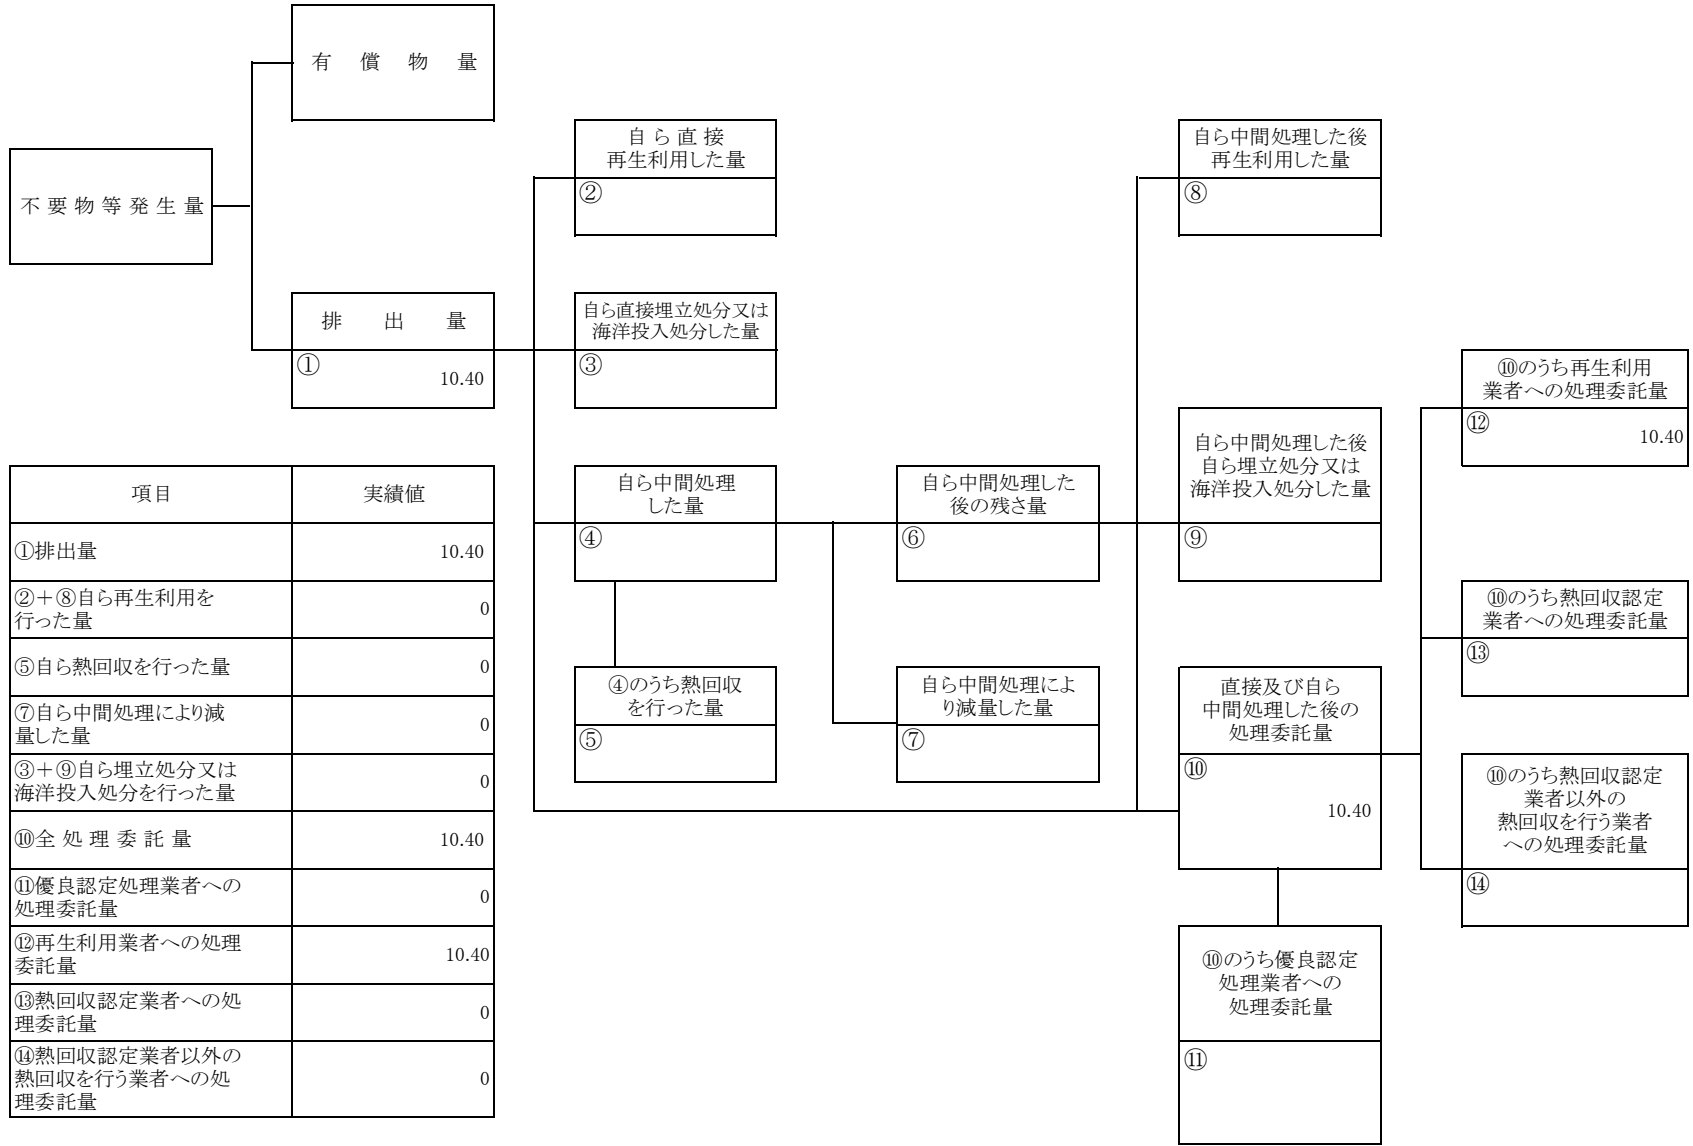 有償物量
不要物等発生量
排出量
①
10.40
自ら直接
再生利用した量
②
自ら直接埋立処分又は
海洋投入処分した量
③
自ら中間処理
した量
④
④のうち熱回収
を行った量
⑤
自ら中間処理した
後の残さ量
⑥
自ら中間処理によ
り減量した量
⑦
自ら中間処理した後
再生利用した量
⑧
自ら中間処理した後
自ら埋立処分又は
海洋投入処分した量
⑨
直接及び自ら
中間処理した後の
処理委託量
⑩
10.40
⑩のうち優良認定
処理業者への
処理委託量
⑪
⑩のうち再生利用
業者への処理委託量
⑫
10.40
⑩のうち熱回収認定
業者への処理委託量
⑬
⑩のうち熱回収認定
業者以外の
熱回収を行う業者
への処理委託量
⑭
項目 実績値
①排出量 10.40
②＋⑧自ら再生利用を
行った量 0
⑤自ら熱回収を行った量 0
⑦自ら中間処理により減
量した量 0
③＋⑨自ら埋立処分又は
海洋投入処分を行った量 0
⑩全処理委託量 10.40
⑪優良認定処理業者への
処理委託量 0
⑫再生利用業者への処理
委託量 10.40
⑬熱回収認定業者への処
理委託量 0
⑭熱回収認定業者以外の
熱回収を行う業者への処
理委託量 0